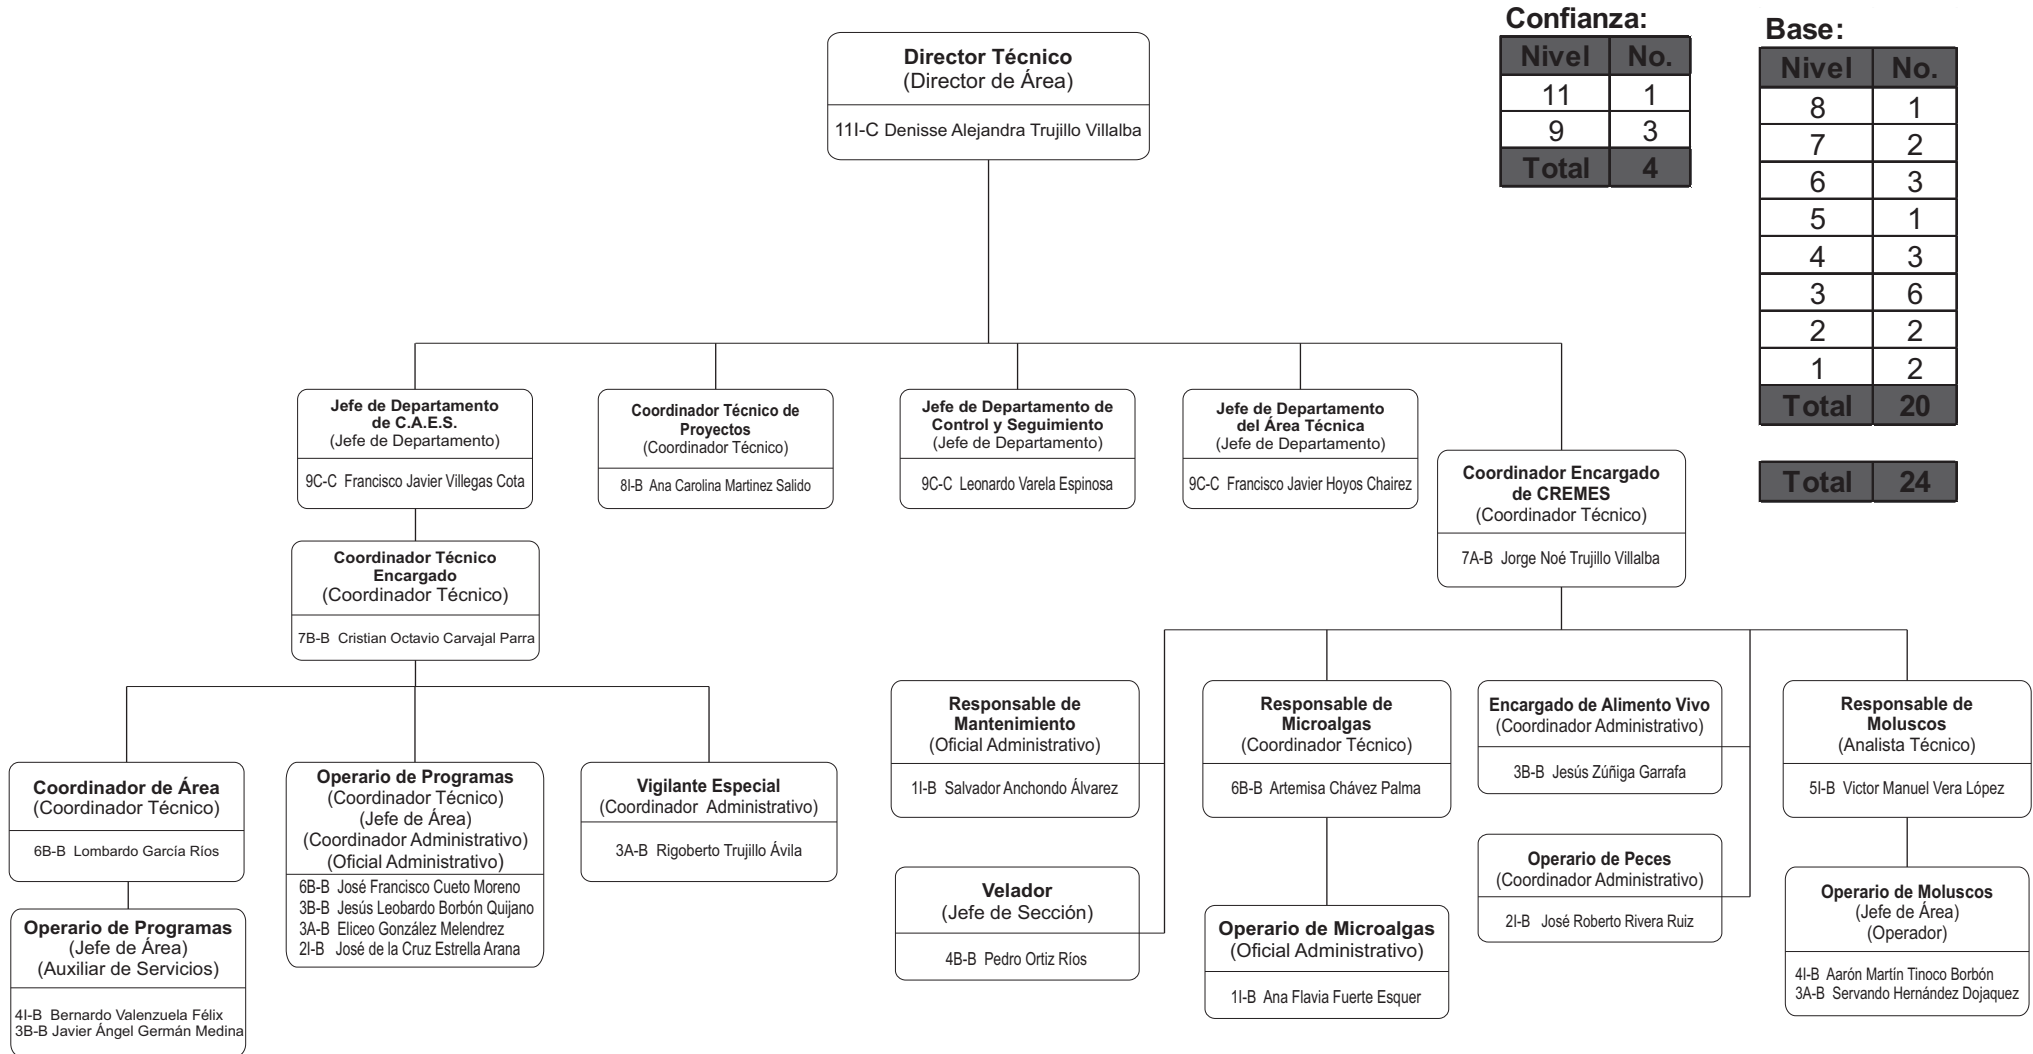 Director Técnico
(Director de Área)
11I-C Denisse Alejandra Trujillo Villalba
Confianza:
Nivel No.
11 1
9 3
Total 4
Base:
Nivel No.
8 1
7 2
6 3
5 1
4 3
3 6
2 2
1 2
Total 20
Total 24
Jefe de Departamento
de C.A.E.S.
(Jefe de Departamento)
9C-C Francisco Javier Villegas Cota
Coordinador Técnico de
Proyectos
(Coordinador Técnico)
8I-B Ana Carolina Martinez Salido
Jefe de Departamento de
Control y Seguimiento
(Jefe de Departamento)
9C-C Leonardo Varela Espinosa
Jefe de Departamento
del Área Técnica
(Jefe de Departamento)
9C-C Francisco Javier Hoyos Chairez
Coordinador Encargado
de CREMES
(Coordinador Técnico)
7A-B Jorge Noé Trujillo Villalba
Coordinador Técnico
Encargado
(Coordinador Técnico)
7B-B Cristian Octavio Carvajal Parra
Coordinador de Área
(Coordinador Técnico)
6B-B Lombardo García Ríos
Operario de Programas
(Coordinador Técnico)
(Jefe de Área)
(Coordinador Administrativo)
(Oficial Administrativo)
6B-B José Francisco Cueto Moreno
3B-B Jesús Leobardo Borbón Quijano
3A-B Eliceo González Melendrez
2I-B José de la Cruz Estrella Arana
Vigilante Especial
(Coordinador Administrativo)
3A-B Rigoberto Trujillo Ávila
Operario de Programas
(Jefe de Área)
(Auxiliar de Servicios)
4I-B Bernardo Valenzuela Félix
3B-B Javier Ángel Germán Medina
Responsable de
Mantenimiento
(Oficial Administrativo)
1I-B Salvador Anchondo Álvarez
Responsable de
Microalgas
(Coordinador Técnico)
6B-B Artemisa Chávez Palma
Encargado de Alimento Vivo
(Coordinador Administrativo)
3B-B Jesús Zúñiga Garrafa
Responsable de
Moluscos
(Analista Técnico)
5I-B Victor Manuel Vera López
Velador
(Jefe de Sección)
4B-B Pedro Ortiz Ríos
Operario de Microalgas
(Oficial Administrativo)
1I-B Ana Flavia Fuerte Esquer
Operario de Peces
(Coordinador Administrativo)
2I-B José Roberto Rivera Ruiz
Operario de Moluscos
(Jefe de Área)
(Operador)
4I-B Aarón Martín Tinoco Borbón
3A-B Servando Hernández Dojaquez